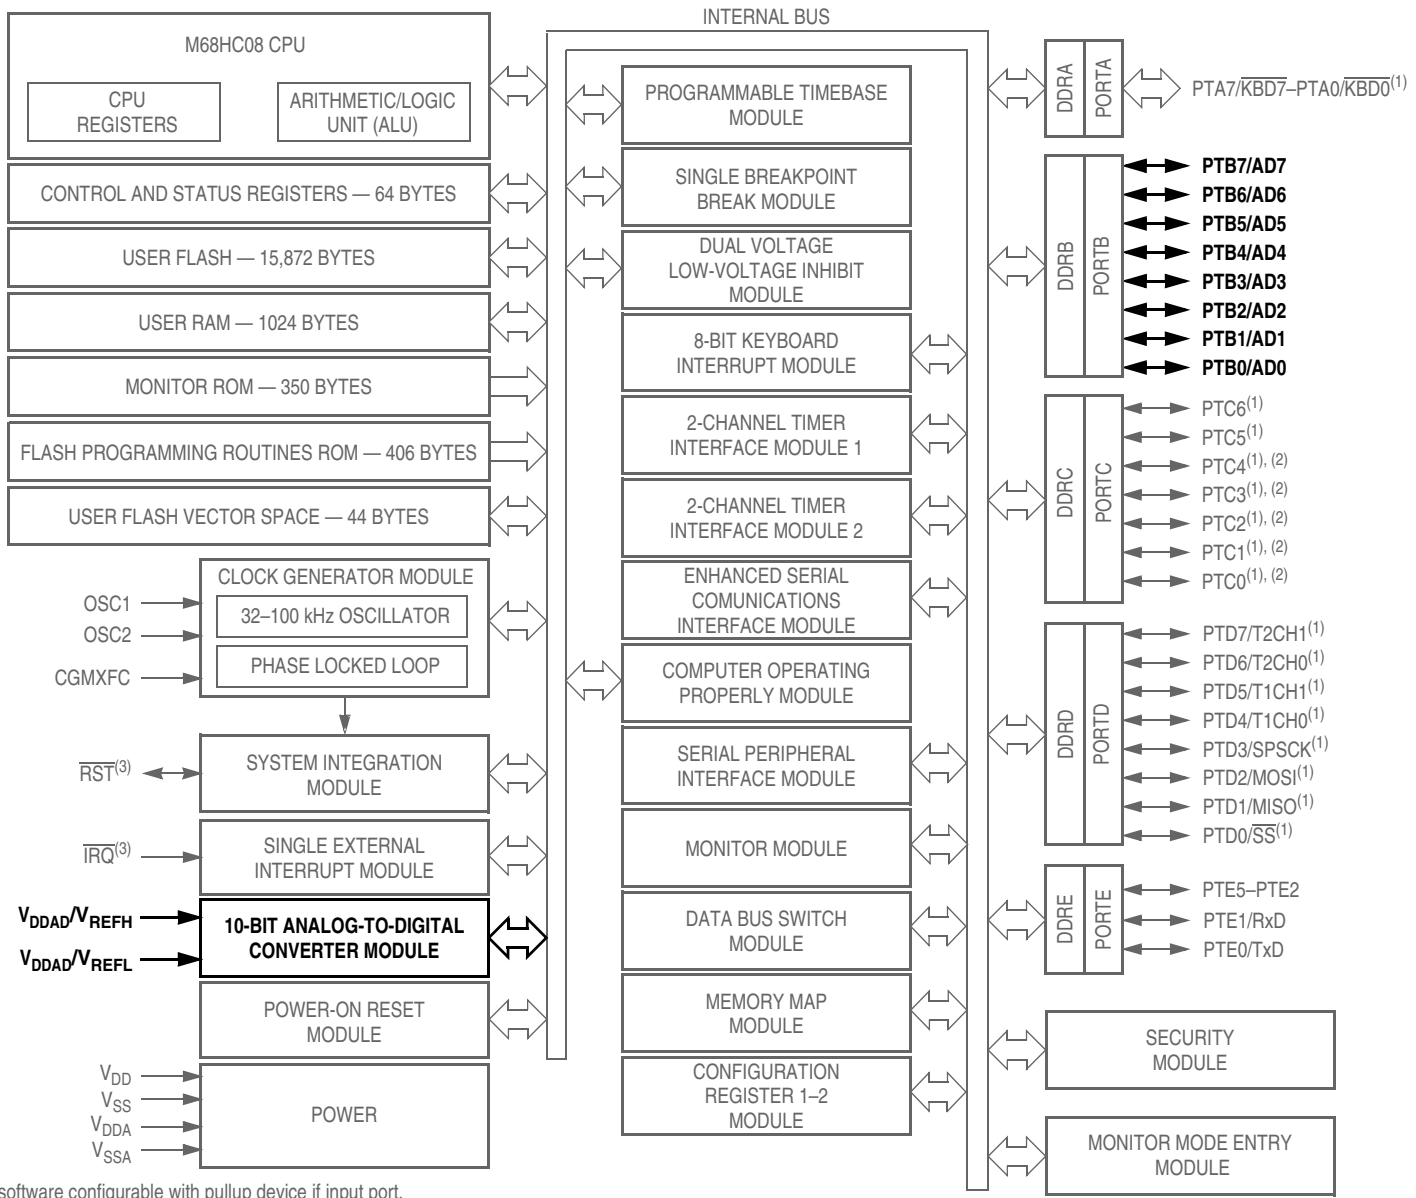 INTERNAL BUS
M68HC08 CPU
CPU
REGISTERS
ARITHMETIC/LOGIC
UNIT (ALU)
CONTROL AND STATUS REGISTERS — 64 BYTES
USER FLASH — 15,872 BYTES
USER RAM — 1024 BYTES
MONITOR ROM — 350 BYTES
FLASH PROGRAMMING ROUTINES ROM — 406 BYTES
USER FLASH VECTOR SPACE — 44 BYTES
CLOCK GENERATOR MODULE
32–100 kHz OSCILLATOR
PHASE LOCKED LOOP
OSC1
OSC2
CGMXFC
SYSTEM INTEGRATION
MODULE
RST(3)
SINGLE EXTERNAL
INTERRUPT MODULE
IRQ(3)
10-BIT ANALOG-TO-DIGITAL
CONVERTER MODULE
VDDAD/VREFH
VDDAD/VREFL
POWER-ON RESET
MODULE
POWER
VDD
VSS
VDDA
VSSA
PROGRAMMABLE TIMEBASE
MODULE
SINGLE BREAKPOINT
BREAK MODULE
DUAL VOLTAGE
LOW-VOLTAGE INHIBIT
MODULE
8-BIT KEYBOARD
INTERRUPT MODULE
2-CHANNEL TIMER
INTERFACE MODULE 1
2-CHANNEL TIMER
INTERFACE MODULE 2
ENHANCED SERIAL
COMUNICATIONS
INTERFACE MODULE
COMPUTER OPERATING
PROPERLY MODULE
SERIAL PERIPHERAL
INTERFACE MODULE
MONITOR MODULE
DATA BUS SWITCH
MODULE
MEMORY MAP
MODULE
CONFIGURATION
REGISTER 1–2
MODULE
DDRA
PORTA
PTA7/KBD7–PTA0/KBD0(1)
DDRB
PORTB
PTB7/AD7
PTB6/AD6
PTB5/AD5
PTB4/AD4
PTB3/AD3
PTB2/AD2
PTB1/AD1
PTB0/AD0
DDRC
PORTC
PTC6(1)
PTC5(1)
PTC4(1), (2)
PTC3(1), (2)
PTC2(1), (2)
PTC1(1), (2)
PTC0(1), (2)
DDRD
PORTD
PTD7/T2CH1(1)
PTD6/T2CH0(1)
PTD5/T1CH1(1)
PTD4/T1CH0(1)
PTD3/SPSCK(1)
PTD2/MOSI(1)
PTD1/MISO(1)
PTD0/SS(1)
DDRE
PORTE
PTE5–PTE2
PTE1/RxD
PTE0/TxD
SECURITY
MODULE
MONITOR MODE ENTRY
MODULE
software configurable with pullup device if input port.